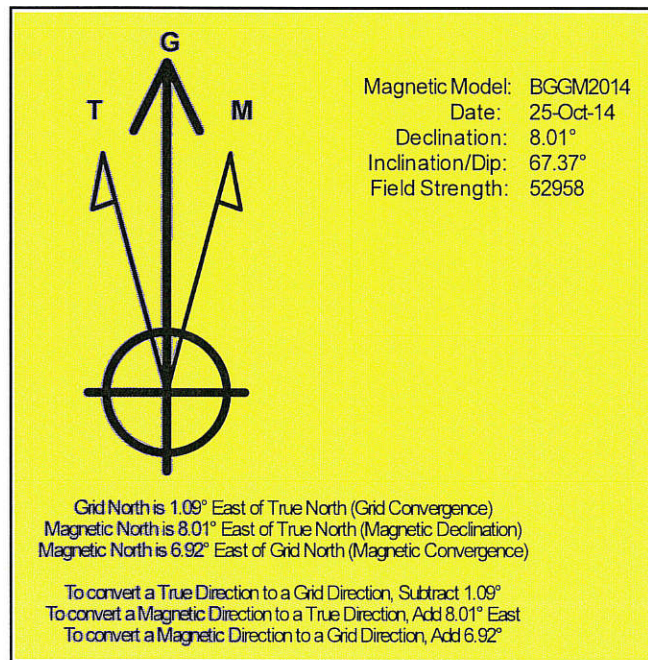 G
T M
Magnetic Model: BGGM2014
Date: 25-Oct-14
Declination: 8.01°
Inclination/Dip: 67.37°
Field Strength: 52958
Grid North is 1.09° East of True North (Grid Convergence)
Magnetic North is 8.01° East of True North (Magnetic Declination)
Magnetic North is 6.92° East of Grid North (Magnetic Convergence)
To convert a True Direction to a Grid Direction, Subtract 1.09°
To convert a Magnetic Direction to a True Direction, Add 8.01° East
To convert a Magnetic Direction to a Grid Direction, Add 6.92°